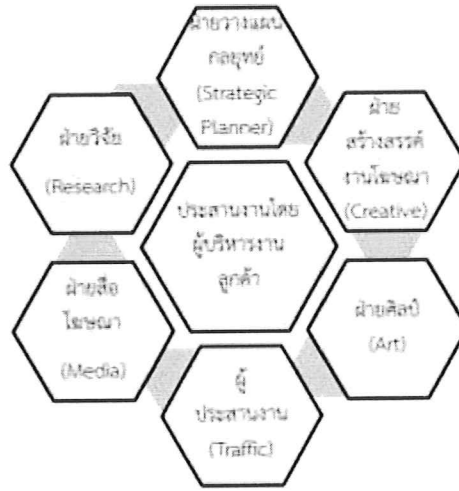 ฝ่ายวางแผน
กลยุทย์
(Strategic
Planner)
ฝ่าย
สร้างสรรค์
งานโฆษณา
(Creative)
ฝ่ายวิจัย
(Research)
ประสานงานโดย
ผู้บริหารงาน
ลูกค้า
ฝ่ายสื่อ
โฆษณา
(Media)
ฝ่ายศิลป์
(Art)
ผู้
ประสานงาน
(Traffic)